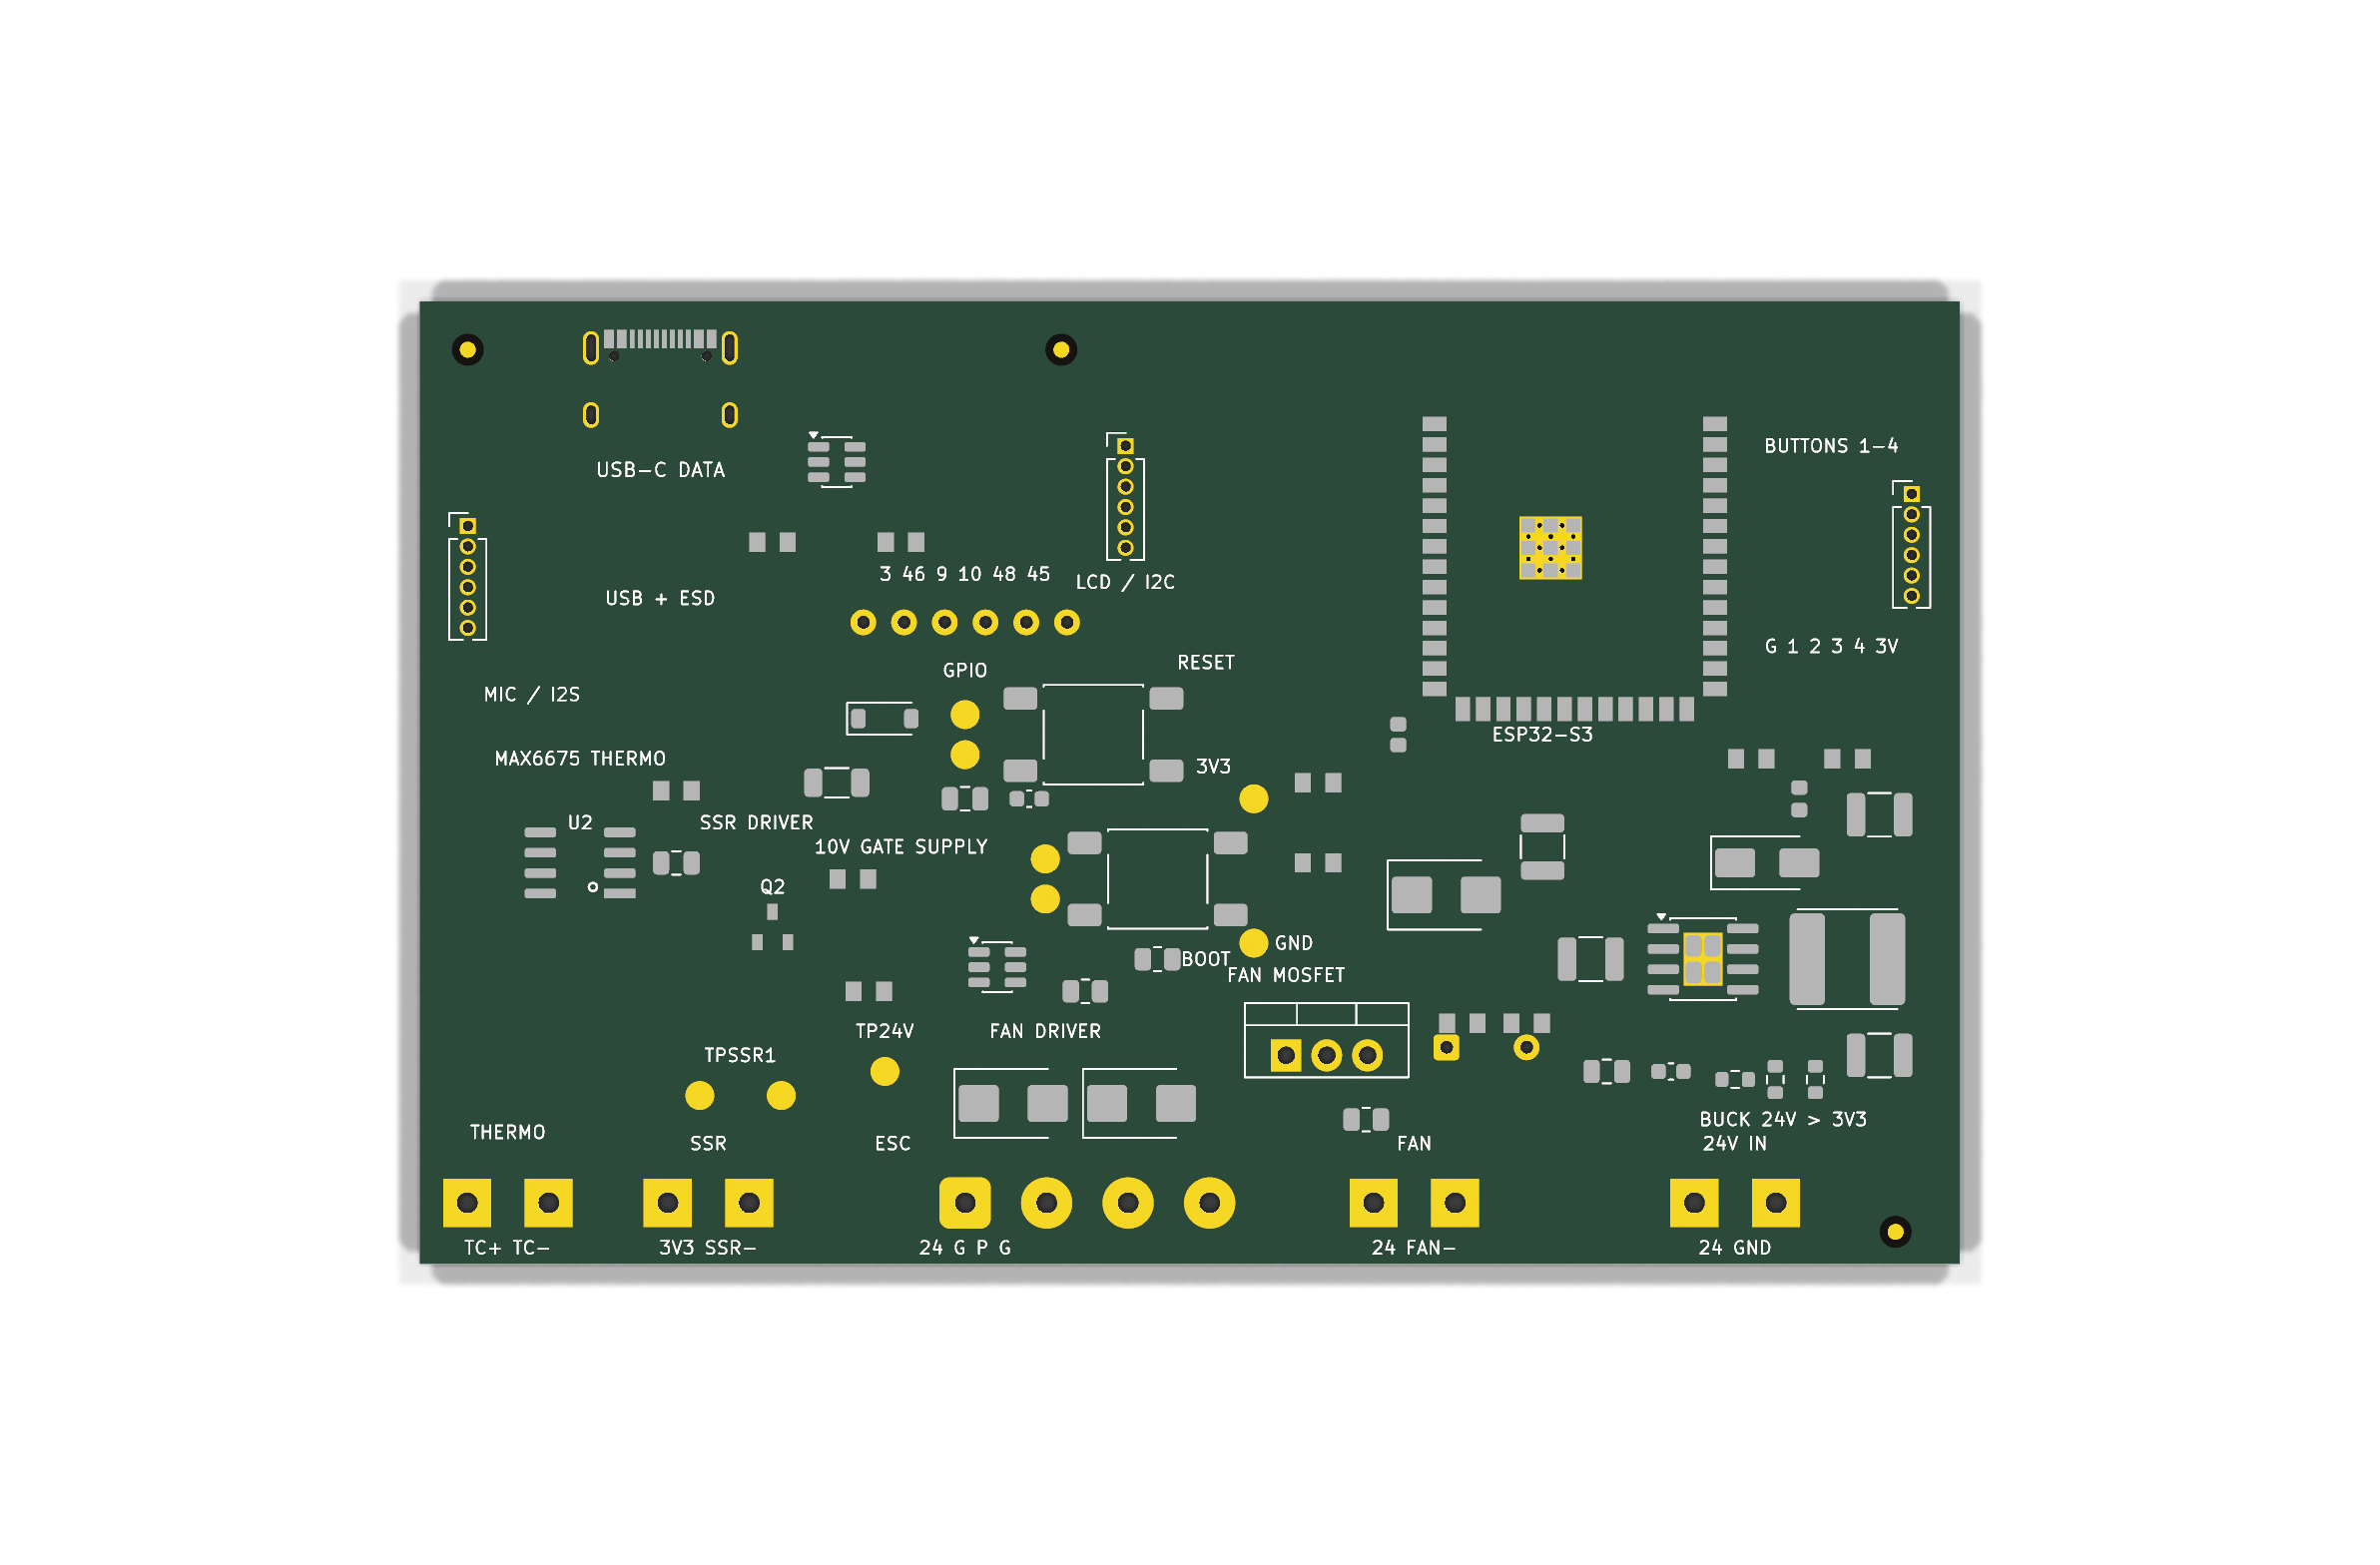 BUTTONS 1-4
USB-C DATA
3 46 9 10 48 45
LCD / I2C
USB + ESD
G 1 2 3 4 3V
RESET
GPIO
MIC / I2S
ESP32-S3
MAX6675 THERMO
3V3
U2
SSR DRIVER
10V GATE SUPPLY
Q2
GND
BOOT
FAN MOSFET
TP24V
FAN DRIVER
TPSSR1
BUCK 24V > 3V3
THERMO
SSR
ESC
FAN
24V IN
TC+ TC-
3V3 SSR-
24 G P G
24 FAN-
24 GND